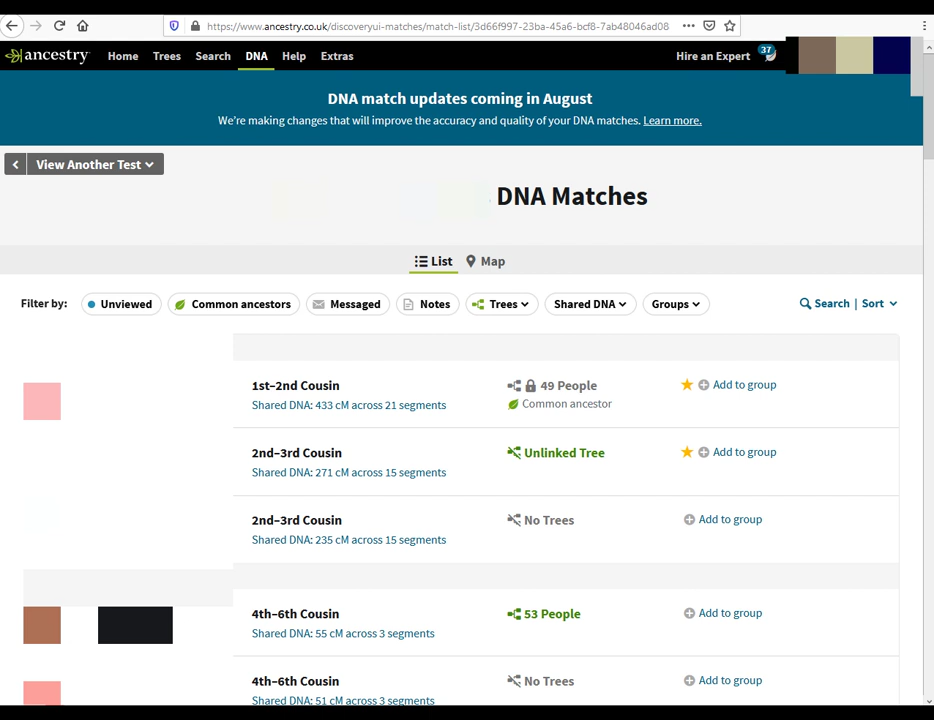 https://www.ancestry.co.uk/discoveryui-matches/match-list/3d66f997-23ba-45a6-bcf8-7ab48046ad08
ancestry Home Trees Search DNA Help Extras Hire an Expert 37
DNA match updates coming in August
We're making changes that will improve the accuracy and quality of your DNA matches. Learn more.
View Another Test
DNA Matches
List Map
Filter by: Unviewed Common ancestors Messaged Notes Trees Shared DNA Groups Search | Sort
1st–2nd Cousin 49 People Add to group
Shared DNA: 433 cM across 21 segments Common ancestor
2nd–3rd Cousin Unlinked Tree Add to group
Shared DNA: 271 cM across 15 segments
2nd–3rd Cousin No Trees Add to group
Shared DNA: 235 cM across 15 segments
4th–6th Cousin 53 People Add to group
Shared DNA: 55 cM across 3 segments
4th–6th Cousin No Trees Add to group
Shared DNA: 51 cM across 3 segments